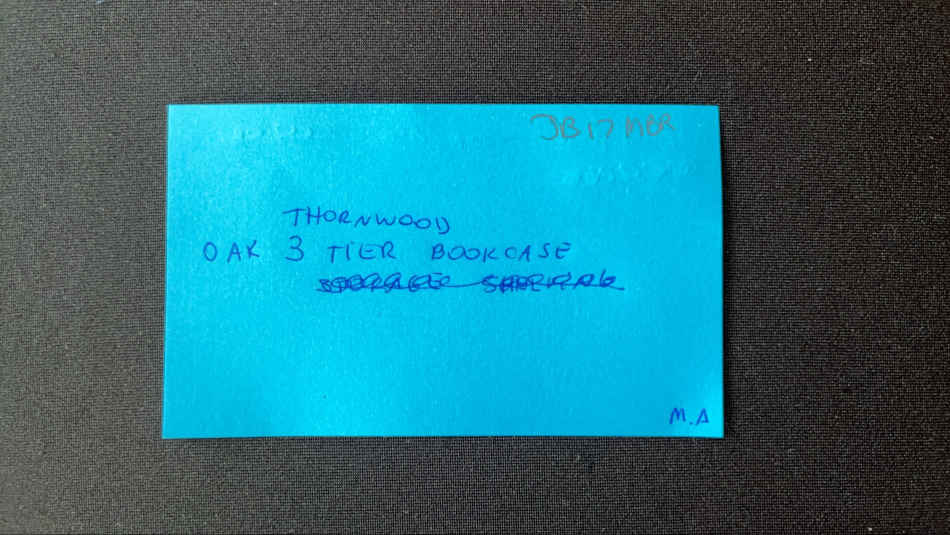 JB17 MBR
THORNWOOD
OAK 3 TIER BOOKCASE
M.A